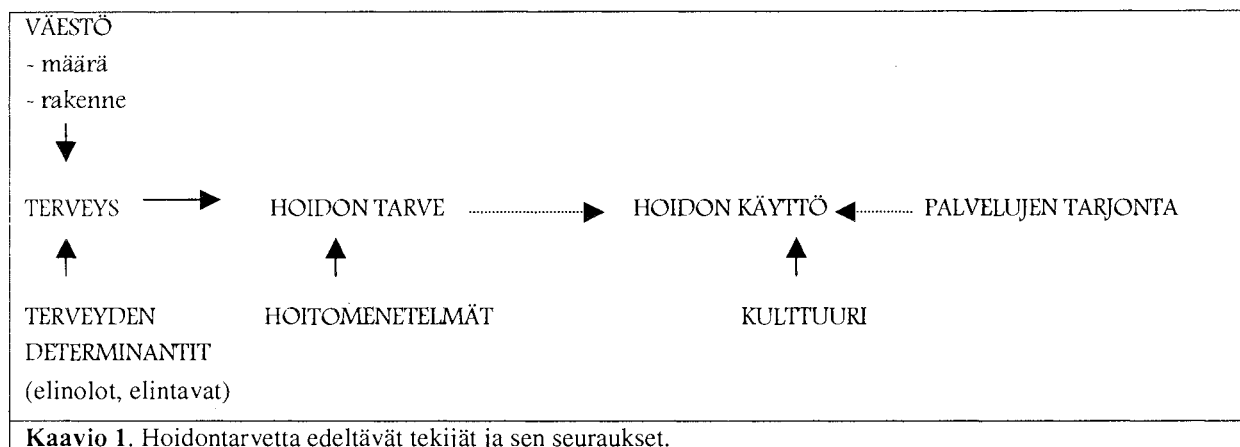 VÄESTÖ
- määrä
- rakenne
TERVEYS HOIDON TARVE HOIDON KÄYTTÖ PALVELUJEN TARJONTA
TERVEYDEN HOITOMENETELMÄT KULTTUURI
DETERMINANTIT
(elinolot, elintavat)
Kaavio 1. Hoidontarvetta edeltävät tekijät ja sen seuraukset.